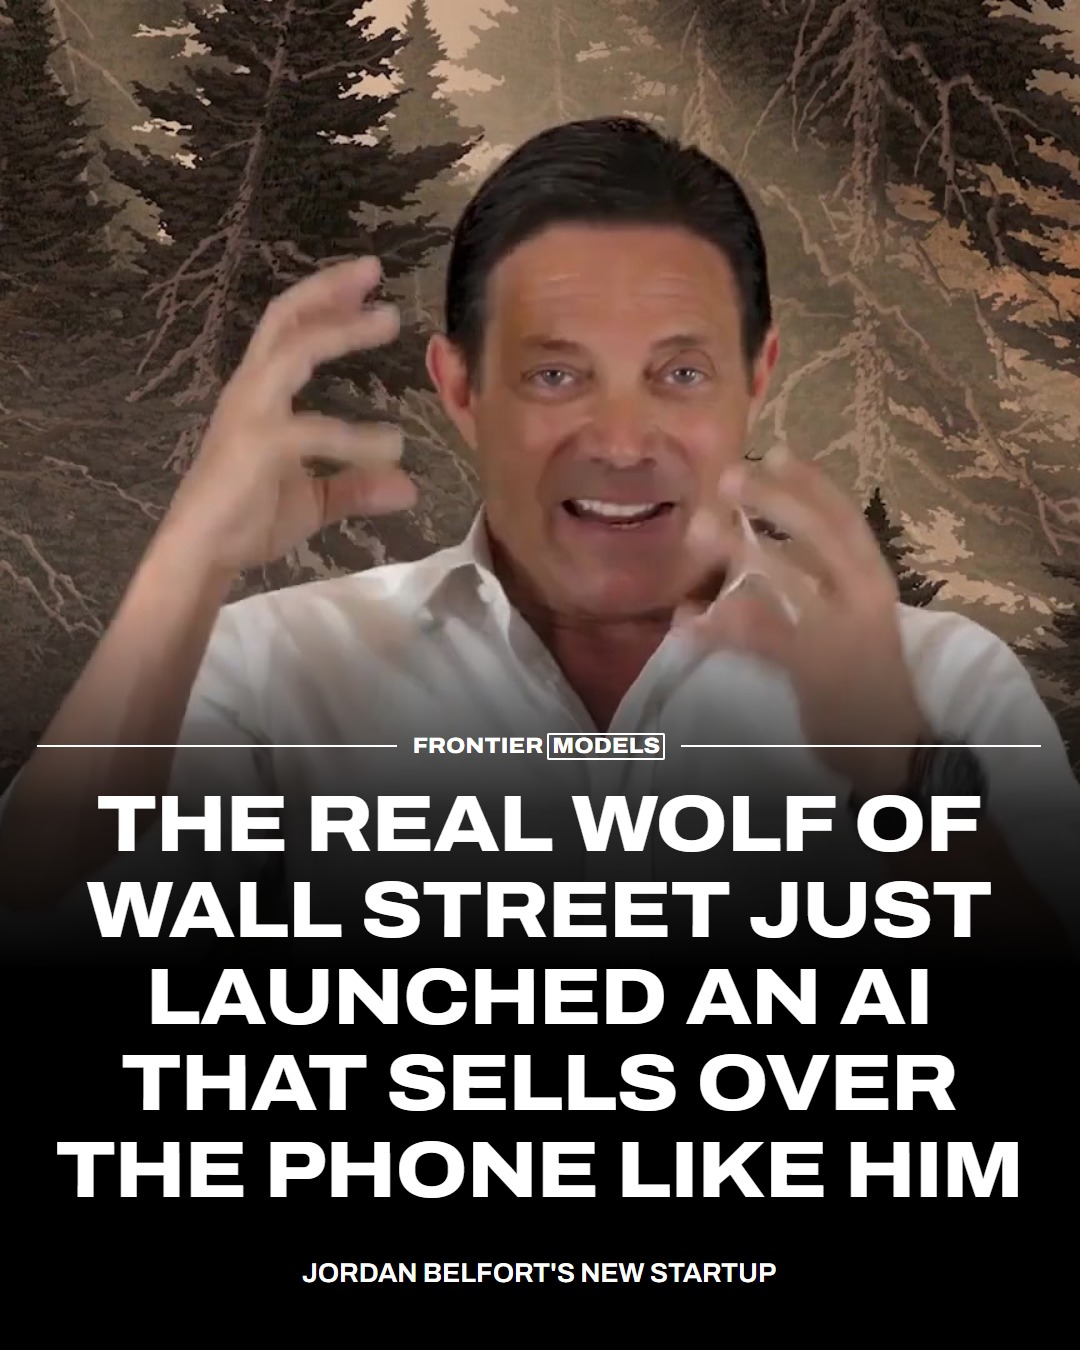 FRONTIER MODELS
THE REAL WOLF OF
WALL STREET JUST
LAUNCHED AN AI
THAT SELLS OVER
THE PHONE LIKE HIM
JORDAN BELFORT'S NEW STARTUP